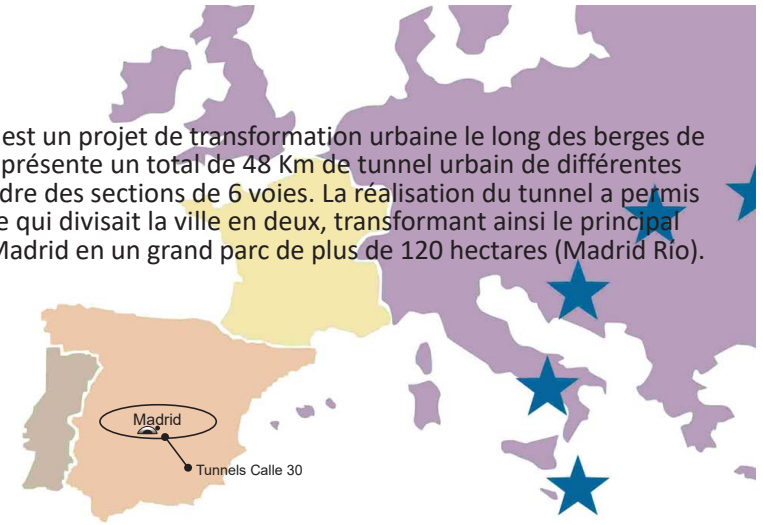 est un projet de transformation urbaine le long des berges de
présente un total de 48 Km de tunnel urbain de différentes
dre des sections de 6 voies. La réalisation du tunnel a permis
e qui divisait la ville en deux, transformant ainsi le principal
Madrid en un grand parc de plus de 120 hectares (Madrid Río).
Madrid
Tunnels Calle 30